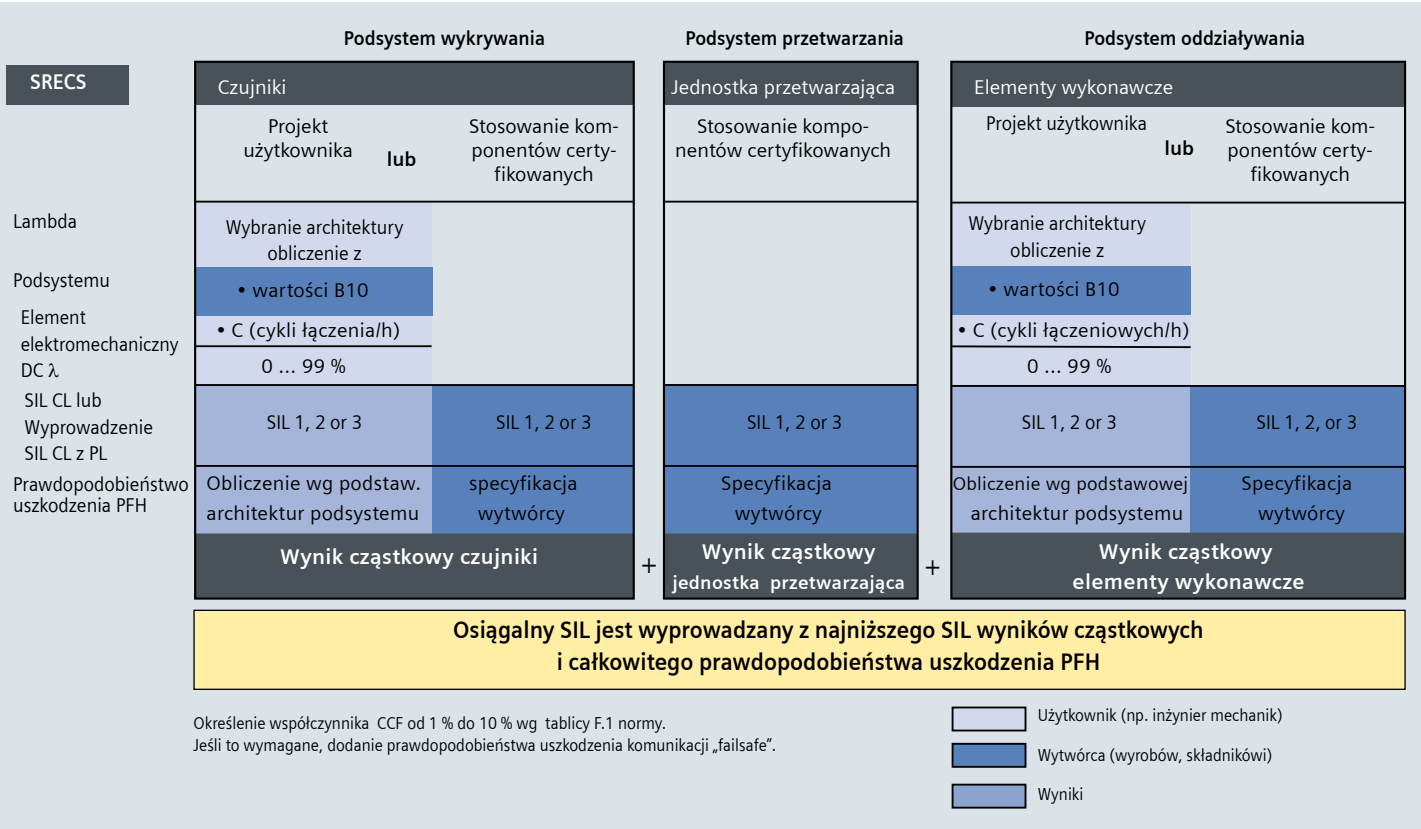 Podsystem wykrywania
Podsystem przetwarzania
Podsystem oddziaływania
SRECS
Czujniki
Jednostka przetwarzająca
Elementy wykonawcze
Projekt
użytkownika
lub
Stosowanie kom-
ponentów certy-
fikowanych
Stosowanie kompo-
nentów certyfikowanych
Projekt użytkownika
lub
Stosowanie kom-
ponentów certy-
fikowanych
Lambda
Wybranie architektury
obliczenie z
Wybranie architektury
obliczenie z
Podsystemu
• wartości B10
• wartości B10
Element
elektromechaniczny
• C (cykli łączenia/h)
• C (cykli łączeniowych/h)
DC λ
0 ... 99 %
0 ... 99 %
SIL CL lub
Wyprowadzenie
SIL CL z PL
SIL 1, 2 or 3
SIL 1, 2 or 3
SIL 1, 2 or 3
SIL 1, 2 or 3
SIL 1, 2, or 3
Prawdopodobieństwo
uszkodzenia PFH
Obliczenie wg podstaw.
architektur podsystemu
specyfikacja
wytwórcy
Specyfikacja
wytwórcy
Obliczenie wg podstawowej
architektur podsystemu
Specyfikacja
wytwórcy
Wynik cząstkowy czujniki
+
Wynik cząstkowy
jednostka przetwarzająca
+
Wynik cząstkowy
elementy wykonawcze
Osiągalny SIL jest wyprowadzany z najniższego SIL wyników cząstkowych
i całkowitego prawdopodobieństwa uszkodzenia PFH
Określenie współczynnika CCF od 1 % do 10 % wg tablicy F.1 normy.
Jeśli to wymagane, dodanie prawdopodobieństwa uszkodzenia komunikacji „failsafe”.
Użytkownik (np. inżynier mechanik)
Wytwórca (wyrobów, składnikówi)
Wyniki